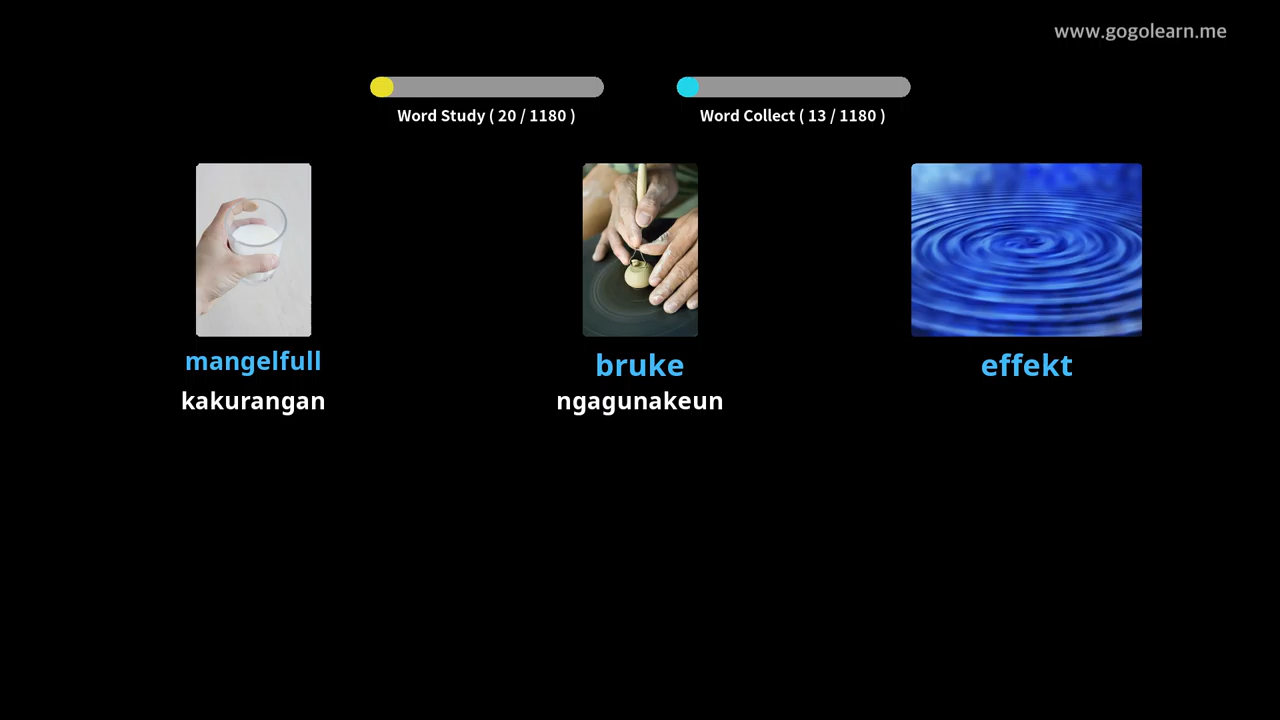 www.gogolearn.me
Word Study ( 20 / 1180 )
Word Collect ( 13 / 1180 )
mangelfull
bruke
effekt
kakurangan
ngagunakeun